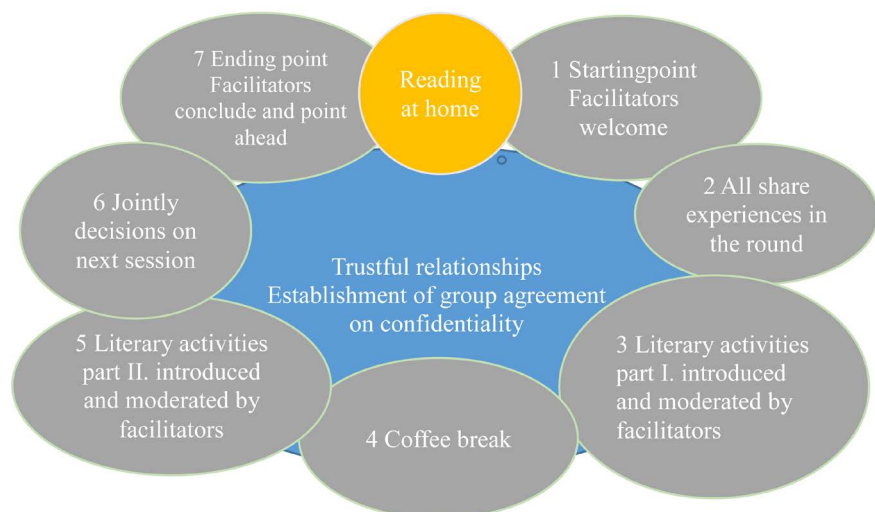 Reading
at home
1 Startingpoint
Facilitators
welcome
2 All share
experiences in
the round
3 Literary activities
part I. introduced
and moderated by
facilitators
4 Coffee break
5 Literary activities
part II. introduced
and moderated by
facilitators
6 Jointly
decisions on
next session
7 Ending point
Facilitators
conclude and point
ahead
Trustful relationships
Establishment of group agreement
on confidentiality